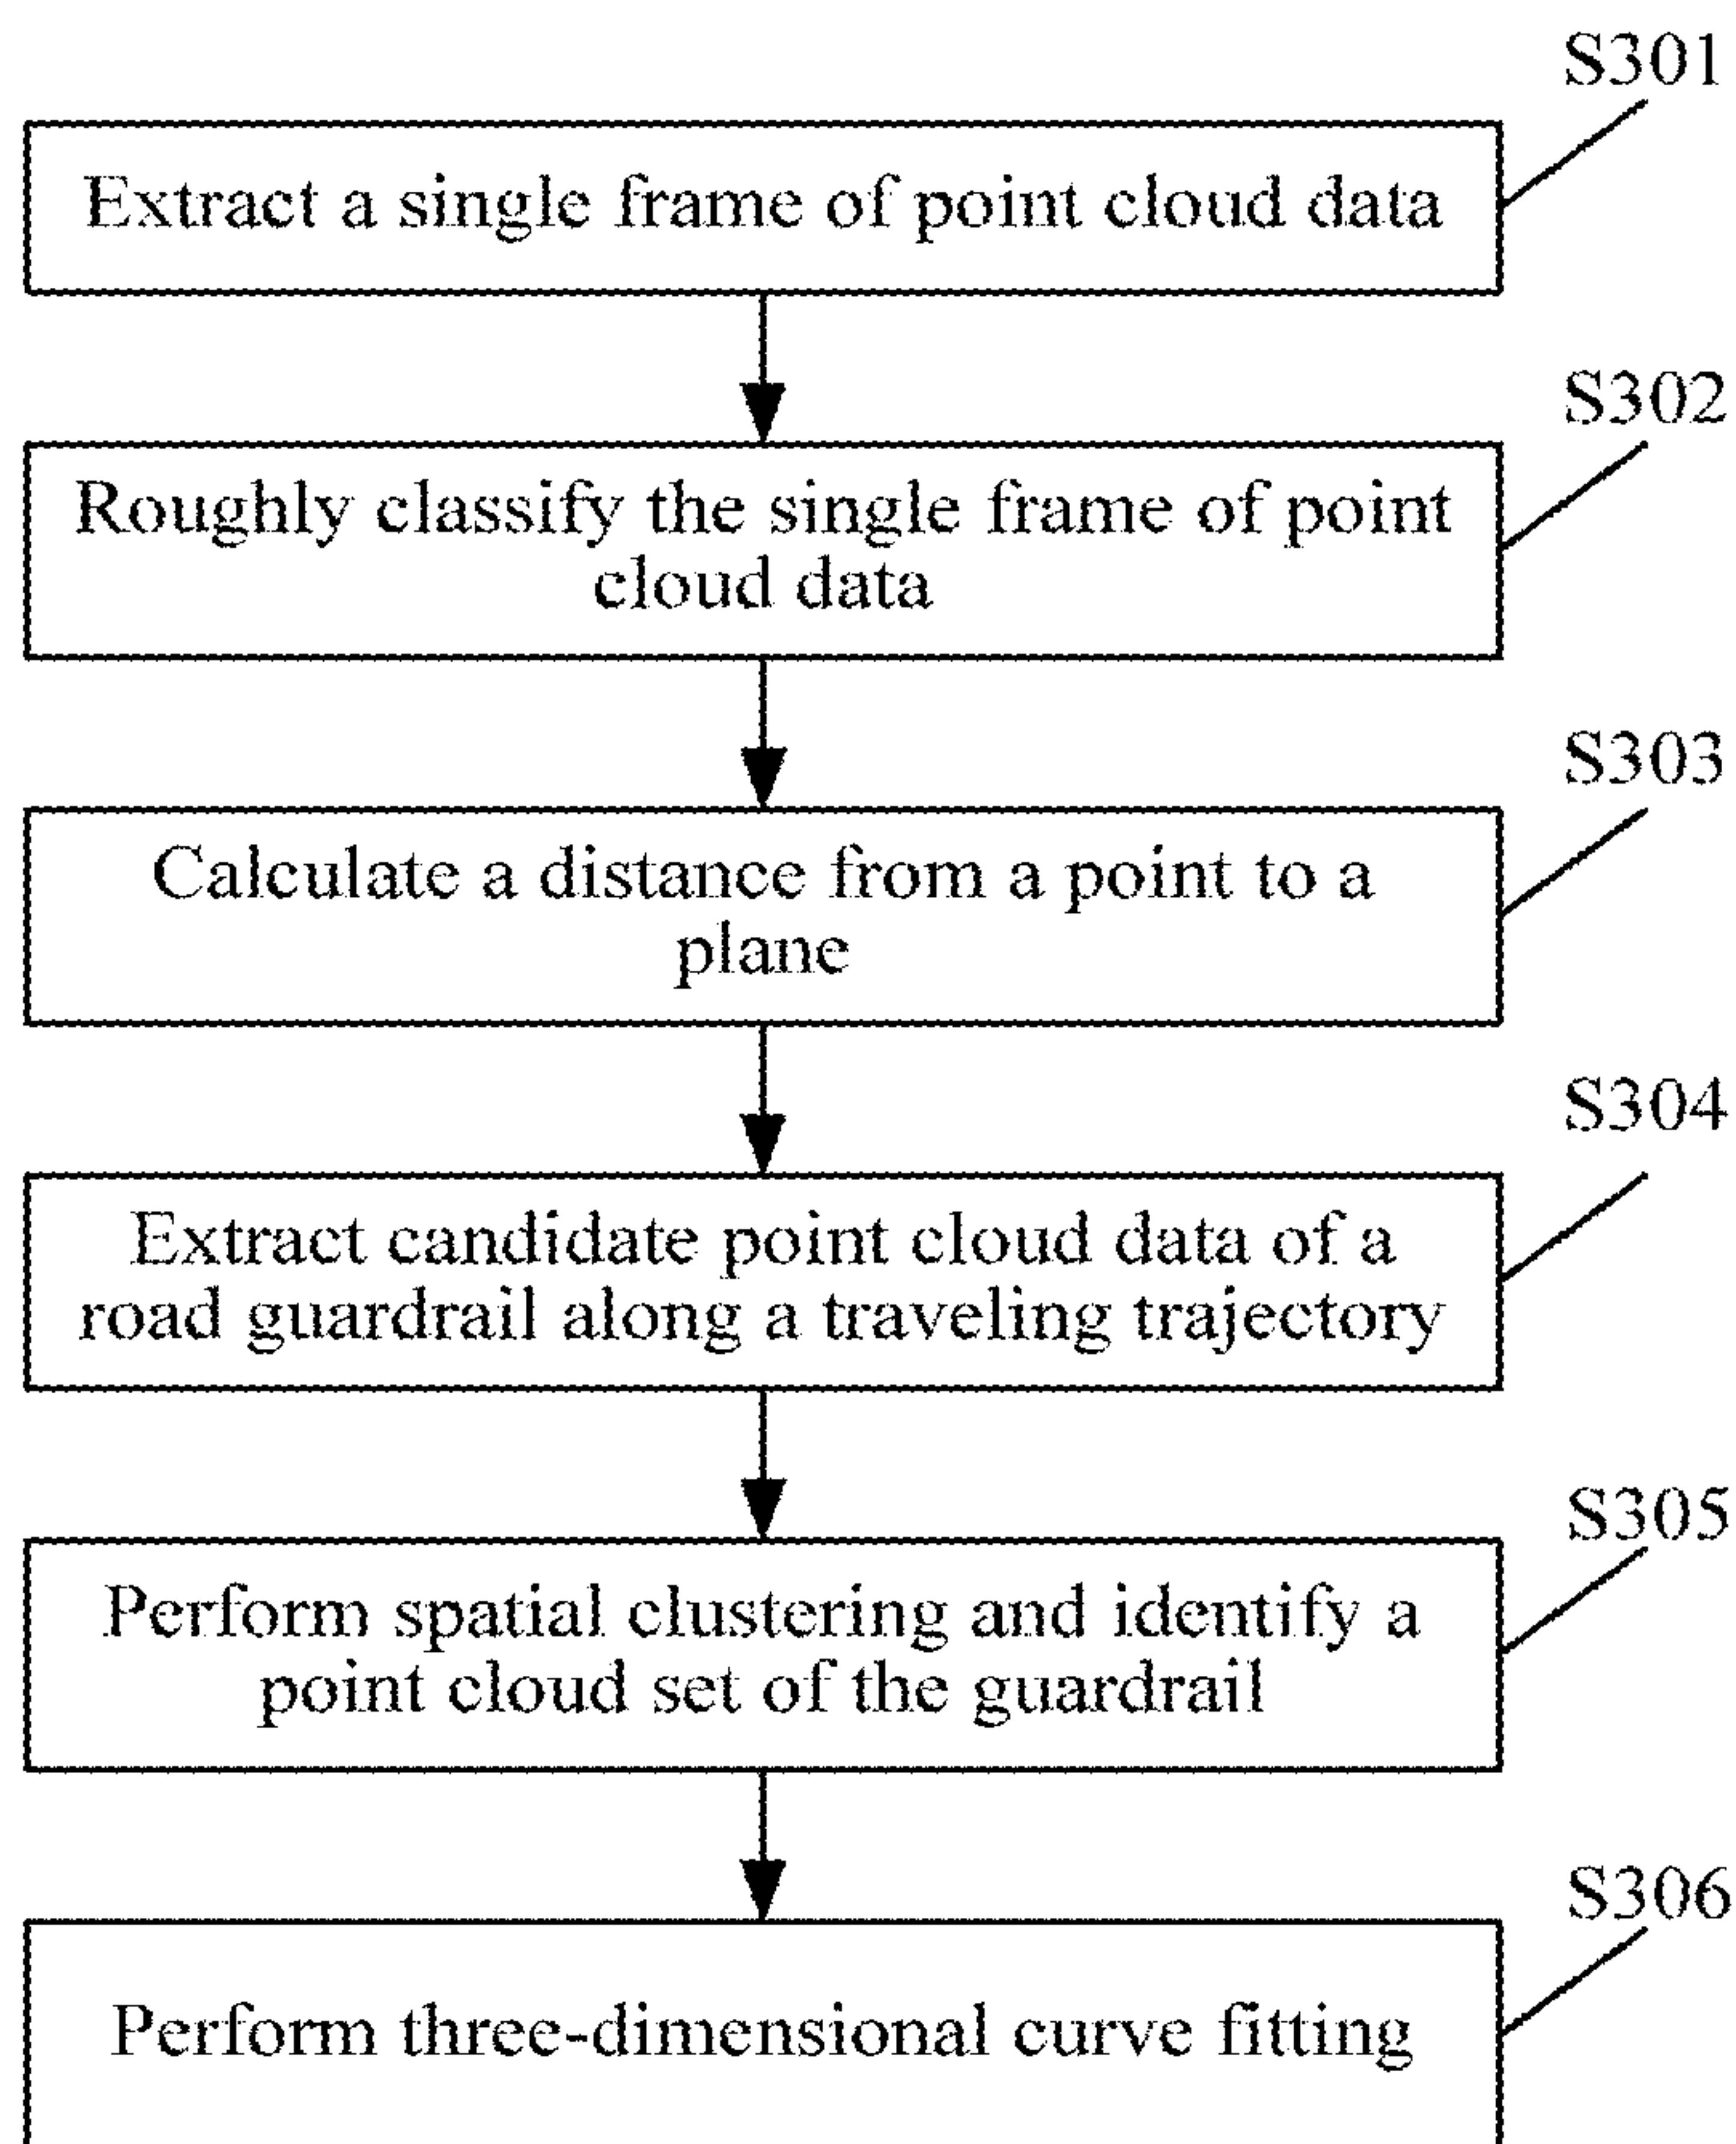 S301
Extract a single frame of point cloud data
S302
Roughly classify the single frame of point
cloud data
S303
Calculate a distance from a point to a
plane
S304
Extract candidate point cloud data of a
road guardrail along a traveling trajectory
S305
Perform spatial clustering and identify a
point cloud set of the guardrail
S306
Perform three-dimensional curve fitting